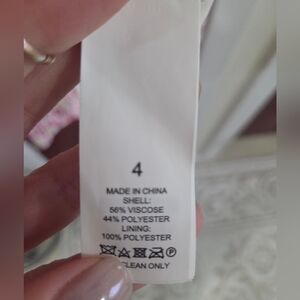 4
MADE IN CHINA
SHELL:
56% VISCOSE
44% POLYESTER
LINING:
100% POLYESTER
P
CLEAN ONLY